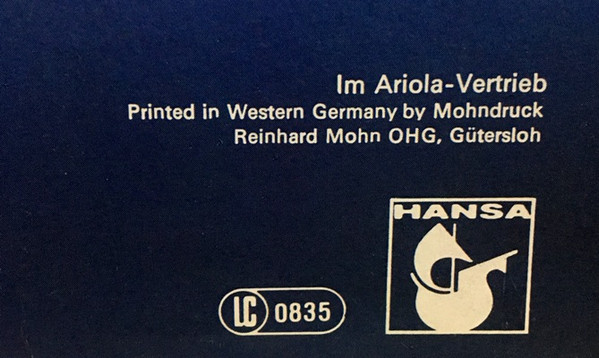 Im Ariola-Vertrieb
Printed in Western Germany by Mohndruck
Reinhard Mohn OHG, Gütersloh
HANSA
LC 0835